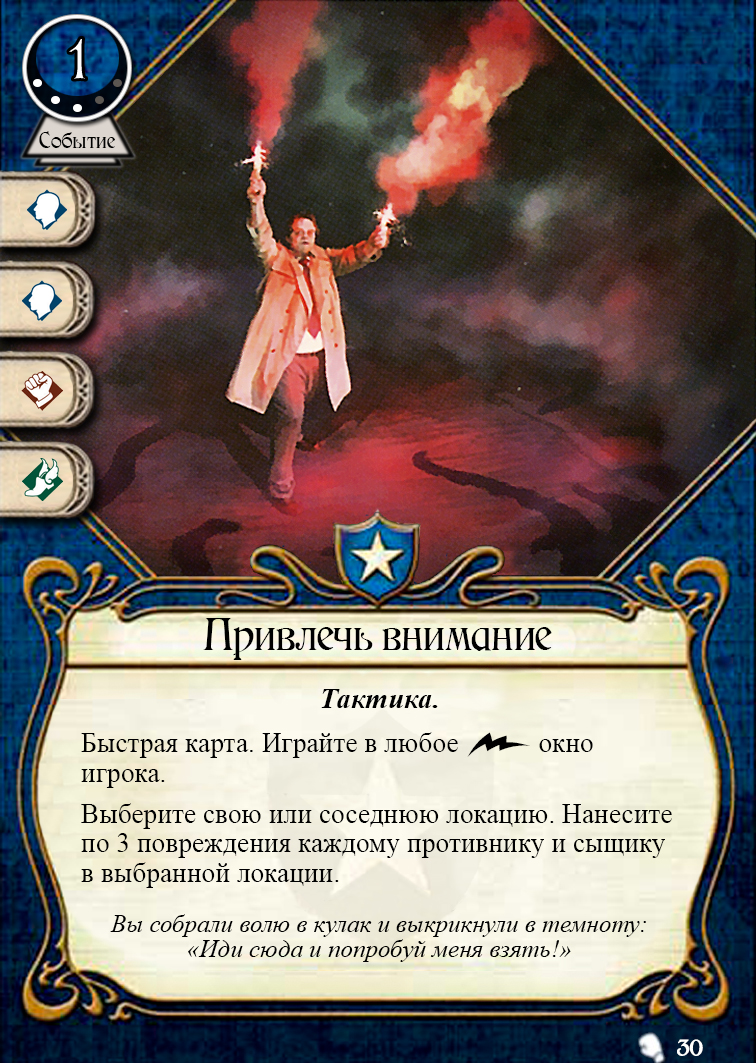 1
Событие
Привлечь внимание
Тактика.
Быстрая карта. Играйте в любое окно
игрока.
Выберите свою или соседнюю локацию. Нанесите
по 3 повреждения каждому противнику и сыщику
в выбранной локации.
Вы собрали волю в кулак и выкрикнули в темноту:
«Иди сюда и попробуй меня взять!»
30